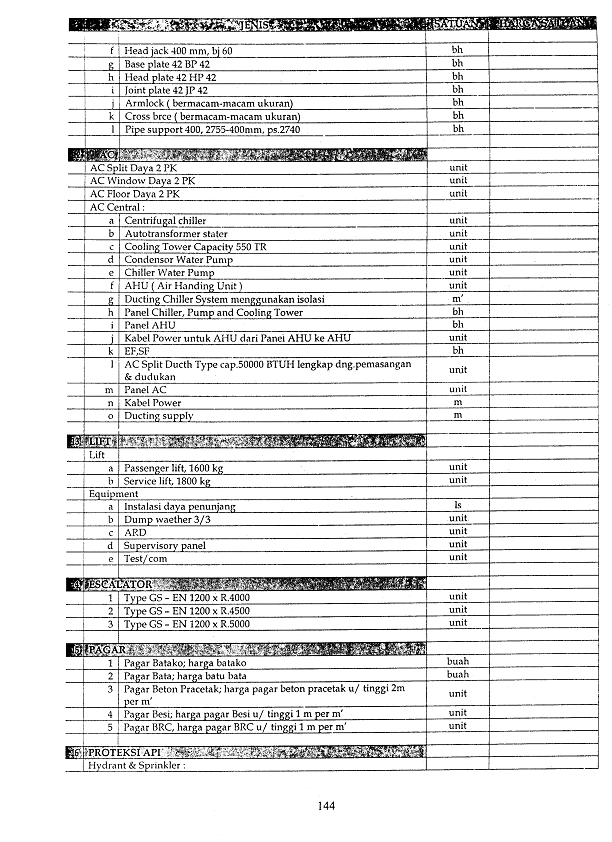 JENIS SATUAN HARGA SATUAN
f Head jack 400 mm, bj 60 bh
g Base plate 42 BP 42 bh
h Head plate 42 HP 42 bh
i Joint plate 42 JP 42 bh
j Armlock ( bermacam-macam ukuran) bh
k Cross brce ( bermacam-macam ukuran) bh
l Pipe support 400, 2755-400mm, ps.2740 bh
AC
AC Split Daya 2 PK unit
AC Window Daya 2 PK unit
AC Floor Daya 2 PK unit
AC Central :
a Centrifugal chiller unit
b Autotransformer stater unit
c Cooling Tower Capacity 550 TR unit
d Condensor Water Pump unit
e Chiller Water Pump unit
f AHU ( Air Handing Unit ) unit
g Ducting Chiller System menggunakan isolasi m'
h Panel Chiller, Pump and Cooling Tower bh
i Panel AHU bh
j Kabel Power untuk AHU dari Panei AHU ke AHU unit
k EF,SF bh
l AC Split Ducth Type cap.50000 BTUH lengkap dng.pemasangan
& dudukan unit
m Panel AC unit
n Kabel Power m
o Ducting supply m
LIFT
Lift
a Passenger lift, 1600 kg unit
b Service lift, 1800 kg unit
Equipment
a Instalasi daya penunjang ls
b Dump waether 3/3 unit
c ARD unit
d Supervisory panel unit
e Test/com unit
ESCALATOR
1 Type GS – EN 1200 x R.4000 unit
2 Type GS – EN 1200 x R.4500 unit
3 Type GS – EN 1200 x R.5000 unit
PAGAR
1 Pagar Batako; harga batako buah
2 Pagar Bata; harga batu bata buah
3 Pagar Beton Pracetak; harga pagar beton pracetak u/ tinggi 2m
per m' unit
4 Pagar Besi; harga pagar Besi u/ tinggi 1 m per m' unit
5 Pagar BRC, harga pagar BRC u/ tinggi 1 m per m' unit
PROTEKSI API
Hydrant & Sprinkler :
144